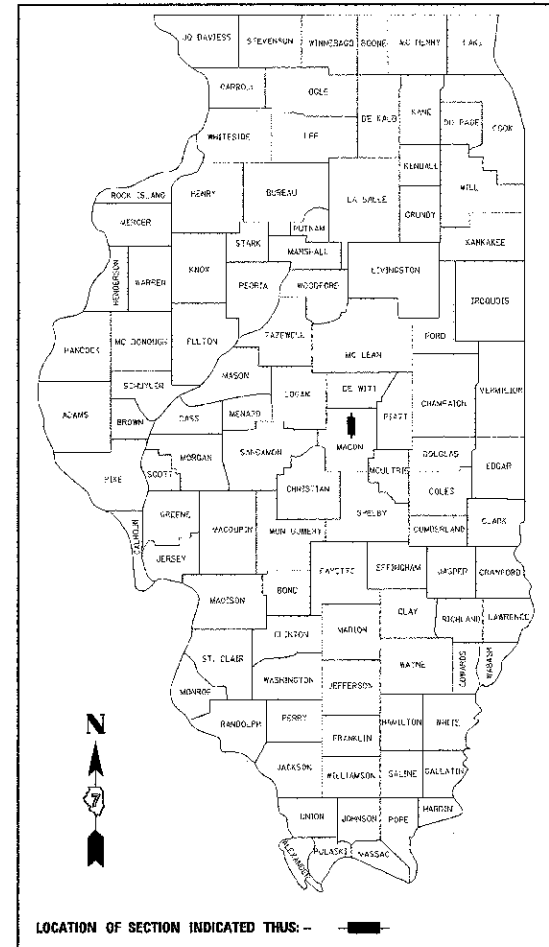 JO DAVIESS STEVENSON WINNEBAGO BOONE MC HENRY LAKE
CARROLL OGLE
DE KALB KANE DU PAGE COOK
WHITESIDE LEE
KENDALL WILL
ROCK ISLAND HENRY BUREAU LA SALLE GRUNDY
MERCER PUTNAM
STARK MARSHALL KANKAKEE
HENDERSON WARREN KNOX PEORIA WOODFORD LIVINGSTON
IROQUOIS
FORD
HANCOCK MC DONOUGH FULTON TAZEWELL MC LEAN
SCHUYLER MASON LOGAN DE WITT CHAMPAIGN VERMILION
ADAMS BROWN CASS MENARD PIATT
MACON
MORGAN SANGAMON DOUGLAS EDGAR
PIKE SCOTT CHRISTIAN MOULTRIE COLES
SHELBY
GREENE MACOUPIN MONTGOMERY CUMBERLAND CLARK
CALHOUN JERSEY
FAYETTE EFFINGHAM JASPER CRAWFORD
MADISON BOND CLAY
CLINTON MARION RICHLAND LAWRENCE
ST. CLAIR WAYNE EDWARDS WABASH
WASHINGTON JEFFERSON
MONROE
RANDOLPH PERRY HAMILTON WHITE
FRANKLIN
N
JACKSON WILLIAMSON SALINE GALLATIN
7
HARDIN
UNION JOHNSON POPE
ALEXANDER PULASKI MASSAC
LOCATION OF SECTION INDICATED THUS: -